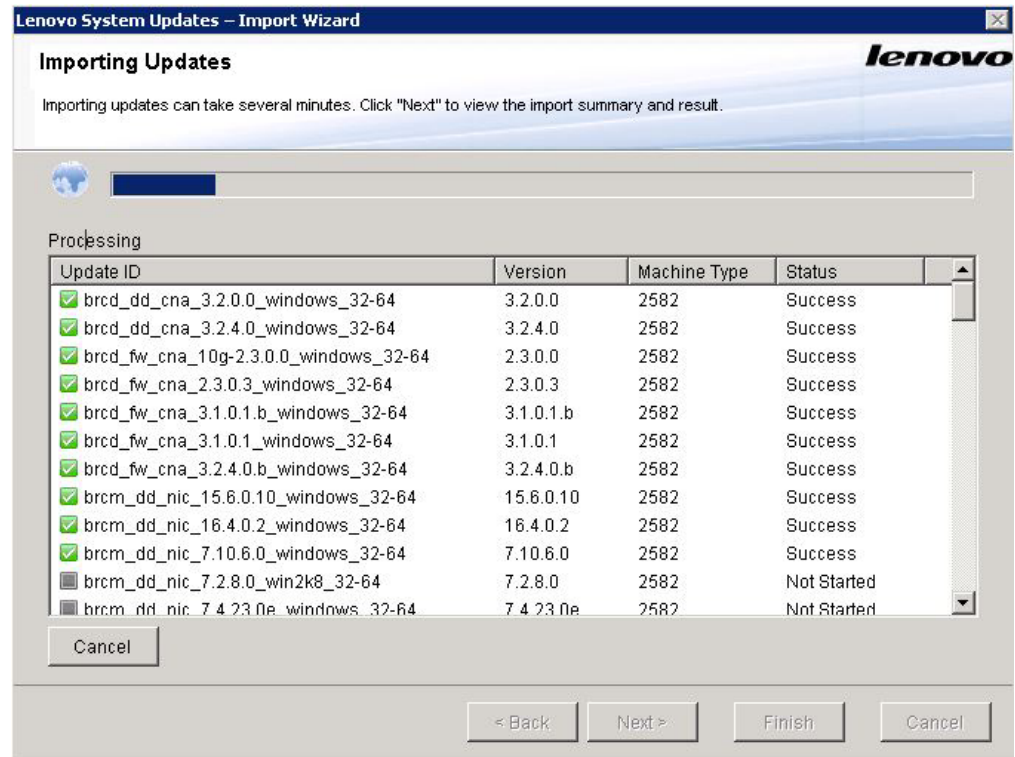 Lenovo System Updates – Import Wizard
Importing Updates
lenovo
Importing updates can take several minutes. Click "Next" to view the import summary and result.
Processing
Update ID Version Machine Type Status
brcd_dd_cna_3.2.0.0_windows_32-64 3.2.0.0 2582 Success
brcd_dd_cna_3.2.4.0_windows_32-64 3.2.4.0 2582 Success
brcd_fw_cna_10g-2.3.0.0_windows_32-64 2.3.0.0 2582 Success
brcd_fw_cna_2.3.0.3_windows_32-64 2.3.0.3 2582 Success
brcd_fw_cna_3.1.0.1.b_windows_32-64 3.1.0.1.b 2582 Success
brcd_fw_cna_3.1.0.1_windows_32-64 3.1.0.1 2582 Success
brcd_fw_cna_3.2.4.0.b_windows_32-64 3.2.4.0.b 2582 Success
brcm_dd_nic_15.6.0.10_windows_32-64 15.6.0.10 2582 Success
brcm_dd_nic_16.4.0.2_windows_32-64 16.4.0.2 2582 Success
brcm_dd_nic_7.10.6.0_windows_32-64 7.10.6.0 2582 Success
brcm_dd_nic_7.2.8.0_win2k8_32-64 7.2.8.0 2582 Not Started
brcm_dd_nic_7.4.23.0e_windows_32-64 7.4.23.0e 2582 Not Started
Cancel
< Back Next > Finish Cancel